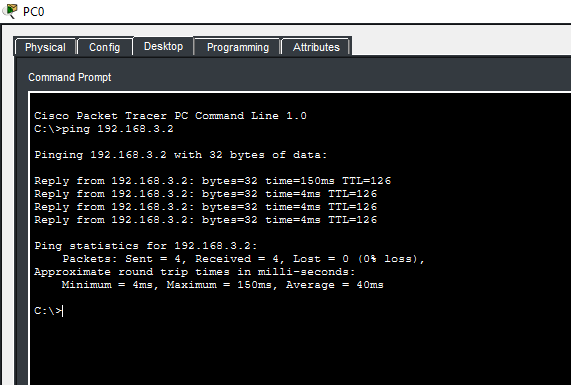 PC0
Physical Config Desktop Programming Attributes
Command Prompt
Cisco Packet Tracer PC Command Line 1.0
C:\>ping 192.168.3.2
Pinging 192.168.3.2 with 32 bytes of data:
Reply from 192.168.3.2: bytes=32 time=150ms TTL=126
Reply from 192.168.3.2: bytes=32 time=4ms TTL=126
Reply from 192.168.3.2: bytes=32 time=4ms TTL=126
Reply from 192.168.3.2: bytes=32 time=4ms TTL=126
Ping statistics for 192.168.3.2:
Packets: Sent = 4, Received = 4, Lost = 0 (0% loss),
Approximate round trip times in milli-seconds:
Minimum = 4ms, Maximum = 150ms, Average = 40ms
C:\>